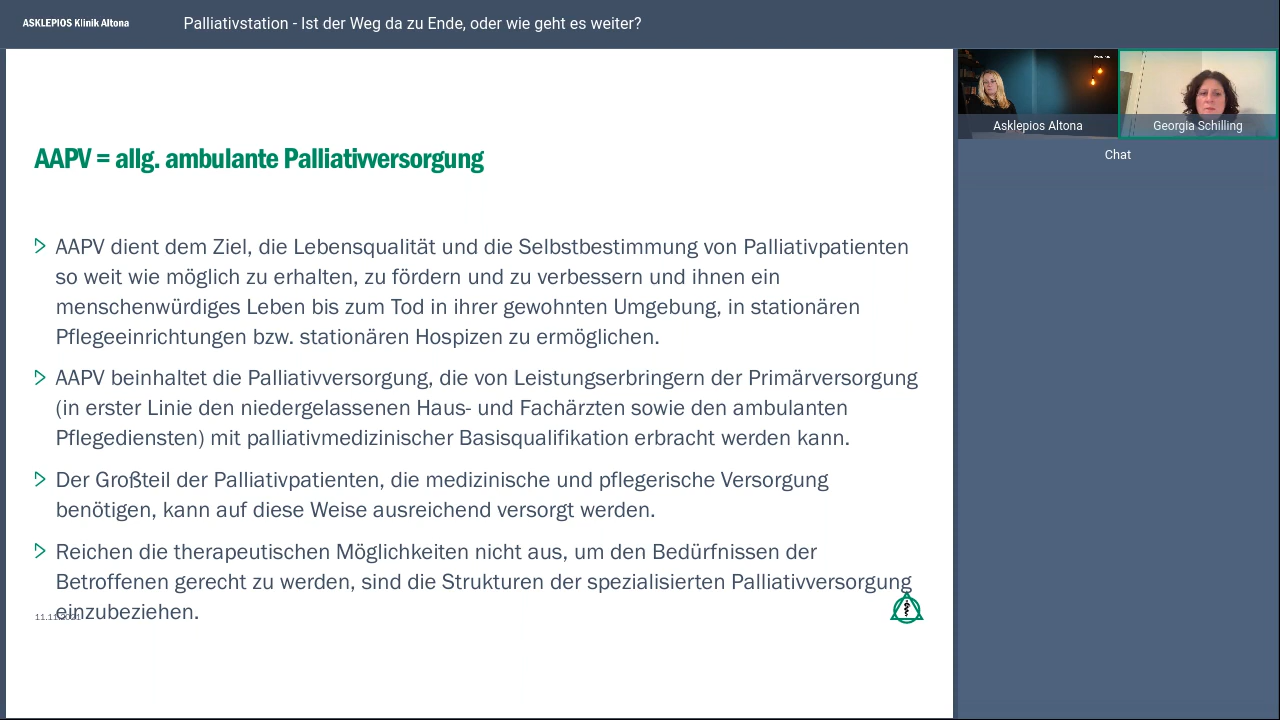 ASKLEPIOS Klinik Altona
Palliativstation - Ist der Weg da zu Ende, oder wie geht es weiter?
AAPV = allg. ambulante Palliativversorgung
AAPV dient dem Ziel, die Lebensqualität und die Selbstbestimmung von Palliativpatienten
so weit wie möglich zu erhalten, zu fördern und zu verbessern und ihnen ein
menschenwürdiges Leben bis zum Tod in ihrer gewohnten Umgebung, in stationären
Pflegeeinrichtungen bzw. stationären Hospizen zu ermöglichen.
AAPV beinhaltet die Palliativversorgung, die von Leistungserbringern der Primärversorgung
(in erster Linie den niedergelassenen Haus- und Fachärzten sowie den ambulanten
Pflegediensten) mit palliativmedizinischer Basisqualifikation erbracht werden kann.
Der Großteil der Palliativpatienten, die medizinische und pflegerische Versorgung
benötigen, kann auf diese Weise ausreichend versorgt werden.
Reichen die therapeutischen Möglichkeiten nicht aus, um den Bedürfnissen der
Betroffenen gerecht zu werden, sind die Strukturen der spezialisierten Palliativversorgung
einzubeziehen.
Asklepios Altona
Georgia Schilling
Chat